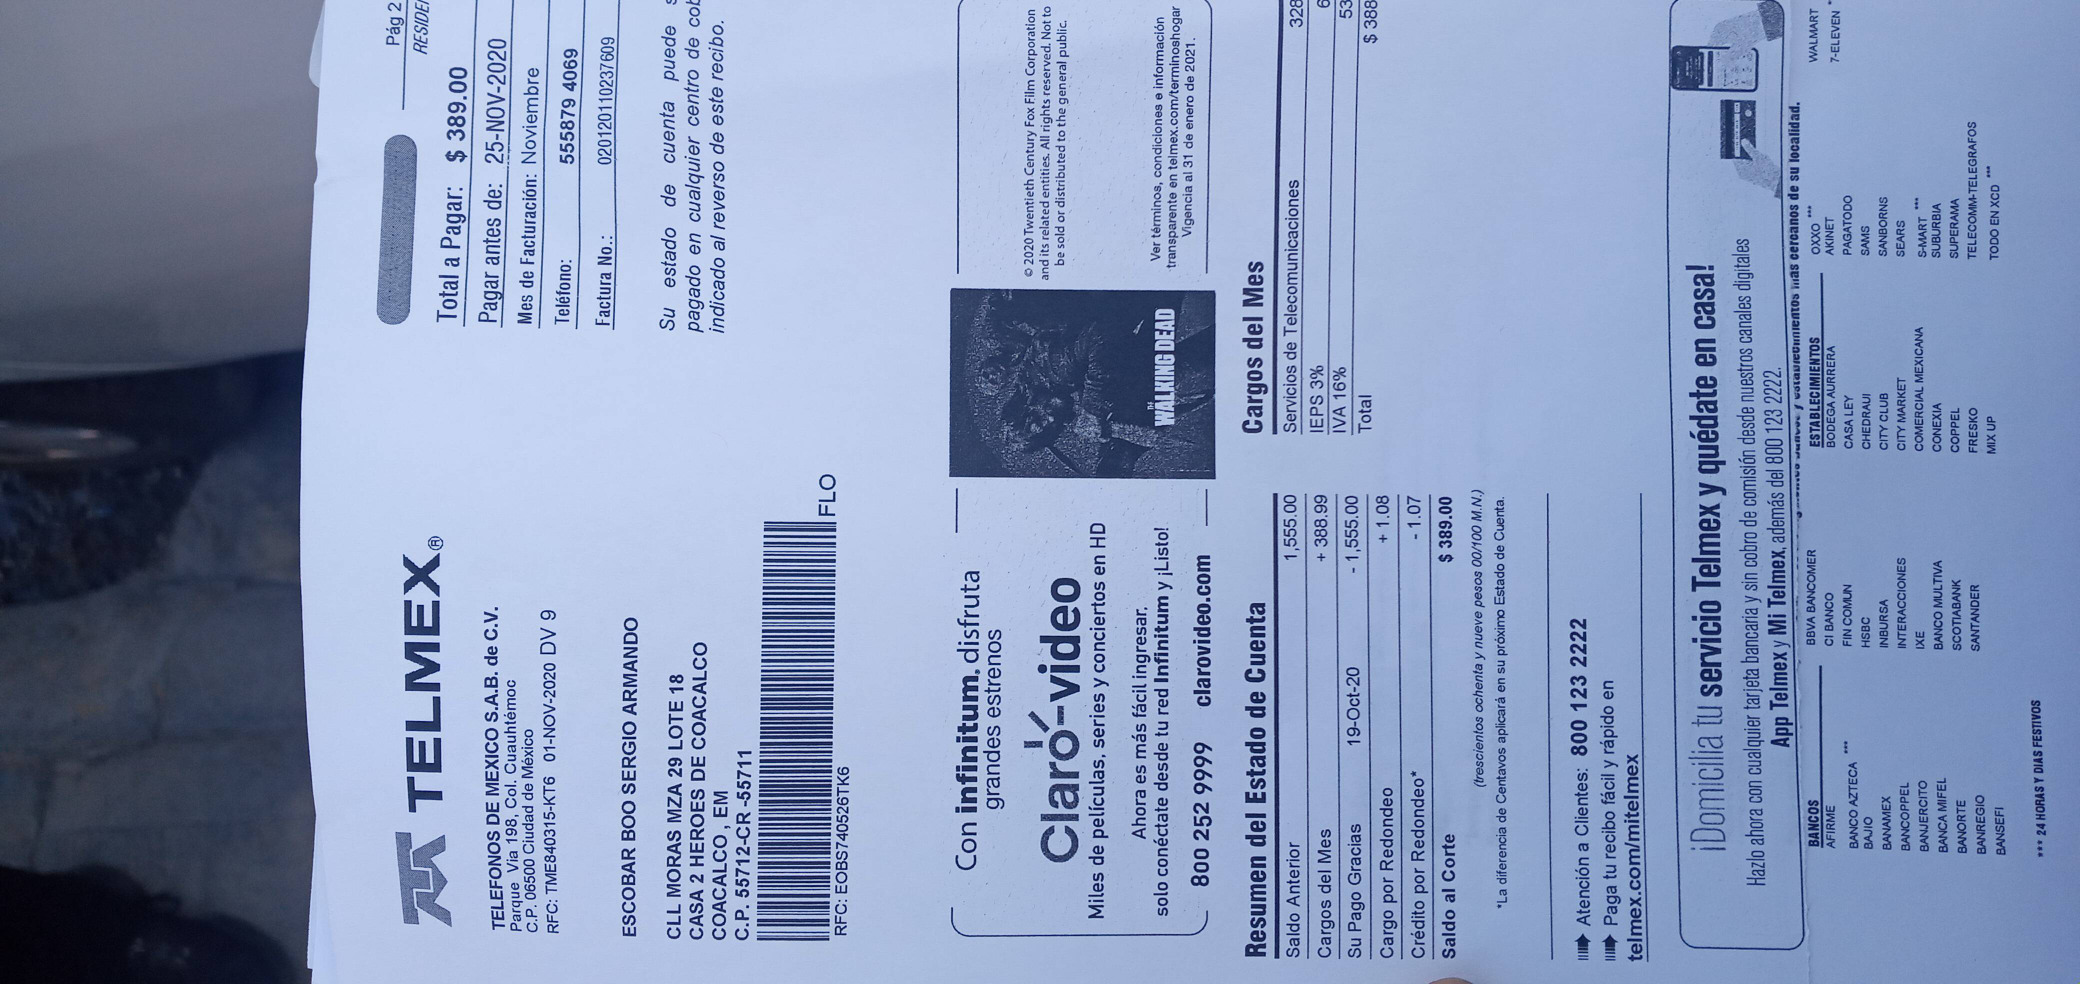 TELMEX®
TELEFONOS DE MEXICO S.A.B. de C.V.
Parque Via 198, Col. Cuauhtémoc
C.P. 06500 Ciudad de México
RFC: TME840315-KT6 01-NOV-2020 DV 9
Pág 2
Total a Pagar: $ 389.00
Pagar antes de: 25-NOV-2020
Mes de Facturación: Noviembre
Teléfono: 555879 4069
Factura No.: 020120110237609
Su estado de cuenta puede
pagado en cualquier centro de
indicado al reverso de este recibo.
ESCOBAR BOO SERGIO ARMANDO
CLL MORAS MZA 29 LOTE 18
CASA 2 HEROES DE COACALCO
COACALCO, EM
C.P. 55712-CR -55711
FLO
RFC: EOBS740526TK6
Con infinitum, disfruta
grandes estrenos
Claro-video
Miles de películas, series y conciertos en HD
Ahora es más fácil ingresar,
solo conéctate desde tu red Infinitum y ¡Listo!
800 252 9999 clarovideo.com
THE
WALKING DEAD
© 2020 Twentieth Century Fox Film Corporation
and its related entities. All rights reserved. Not to
be sold or distributed to the general public.
Ver términos, condiciones e información
transparente en telmex.com/terminoshogar
Vigencia al 31 de enero de 2021.
Resumen del Estado de Cuenta
Saldo Anterior 1,555.00
Cargos del Mes + 388.99
Su Pago Gracias 19-Oct-20 - 1,555.00
Cargo por Redondeo + 1.08
Crédito por Redondeo* - 1.07
Saldo al Corte $ 389.00
(trescientos ochenta y nueve pesos 00/100 M.N.)
*La diferencia de Centavos aplicará en su próximo Estado de Cuenta.
Cargos del Mes
Servicios de Telecomunicaciones 328
IEPS 3%
IVA 16% 53
Total $ 388
Atención a Clientes: 800 123 2222
Paga tu recibo fácil y rápido en
telmex.com/mitelmex
¡Domicilia tu servicio Telmex y quédate en casa!
Hazlo ahora con cualquier tarjeta bancaria y sin cobro de comisión desde nuestros canales digitales
App Telmex y Mi Telmex, además del 800 123 2222.
establecimientos más cercanos de su localidad.
BANCOS
AFIRME
BANCO AZTECA ***
BAJIO
BANAMEX
BANCOPPEL
BANJERCITO
BANCA MIFEL
BANORTE
BANREGIO
BANSEFI
BBVA BANCOMER
CI BANCO
FIN COMUN
HSBC
INBURSA
INTERACCIONES
IXE
BANCO MULTIVA
SCOTIABANK
SANTANDER
ESTABLECIMIENTOS
BODEGA AURRERA
CASA LEY
CHEDRAUI
CITY CLUB
CITY MARKET
COMERCIAL MEXICANA
CONEXIA
COPPEL
FRESKO
MIX UP
OXXO ***
AKINET
PAGATODO
SAMS
SANBORNS
SEARS
S-MART ***
SUBURBIA
SUPERAMA
TELECOMM-TELEGRAFOS
TODO EN XCD ***
WALMART
7-ELEVEN
*** 24 HORAS Y DIAS FESTIVOS